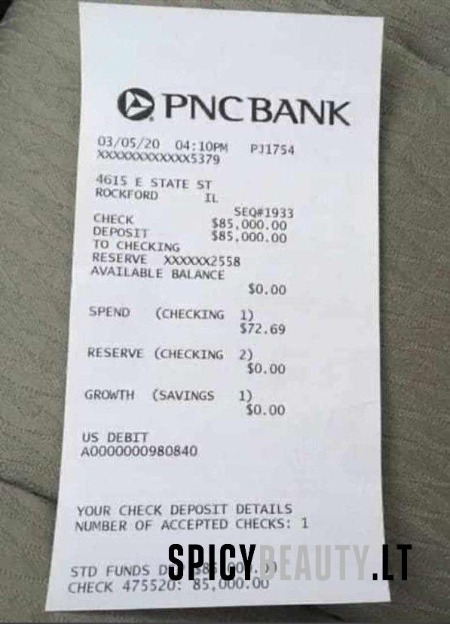 PNC BANK
03/05/20 04:10PM PJ1754
XXXXXXXXXXXX5379
4615 E STATE ST
ROCKFORD IL
SEQ#1933
CHECK $85,000.00
DEPOSIT $85,000.00
TO CHECKING
RESERVE XXXXXX2558
AVAILABLE BALANCE
$0.00
SPEND (CHECKING 1)
$72.69
RESERVE (CHECKING 2)
$0.00
GROWTH (SAVINGS 1)
$0.00
US DEBIT
A0000000980840
YOUR CHECK DEPOSIT DETAILS
NUMBER OF ACCEPTED CHECKS: 1
STD FUNDS
SPICYBEAUTY.LT
CHECK 475520: 85,000.00